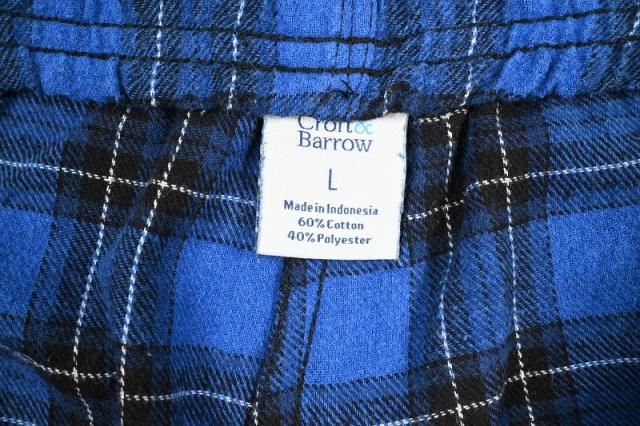 Croft &
Barrow
L
Made in Indonesia
60% Cotton
40% Polyester